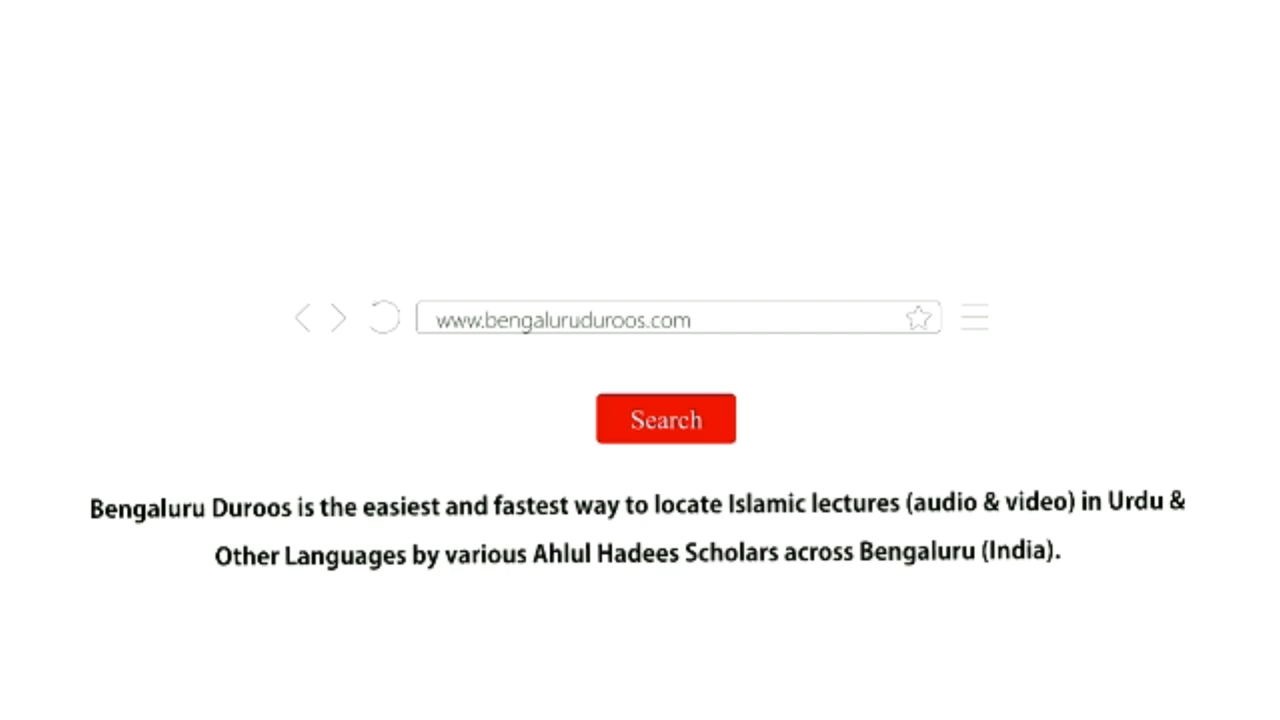 www.bengaluruduroos.com
Search
Bengaluru Duroos is the easiest and fastest way to locate Islamic lectures (audio & video) in Urdu &
Other Languages by various Ahlul Hadees Scholars across Bengaluru (India).